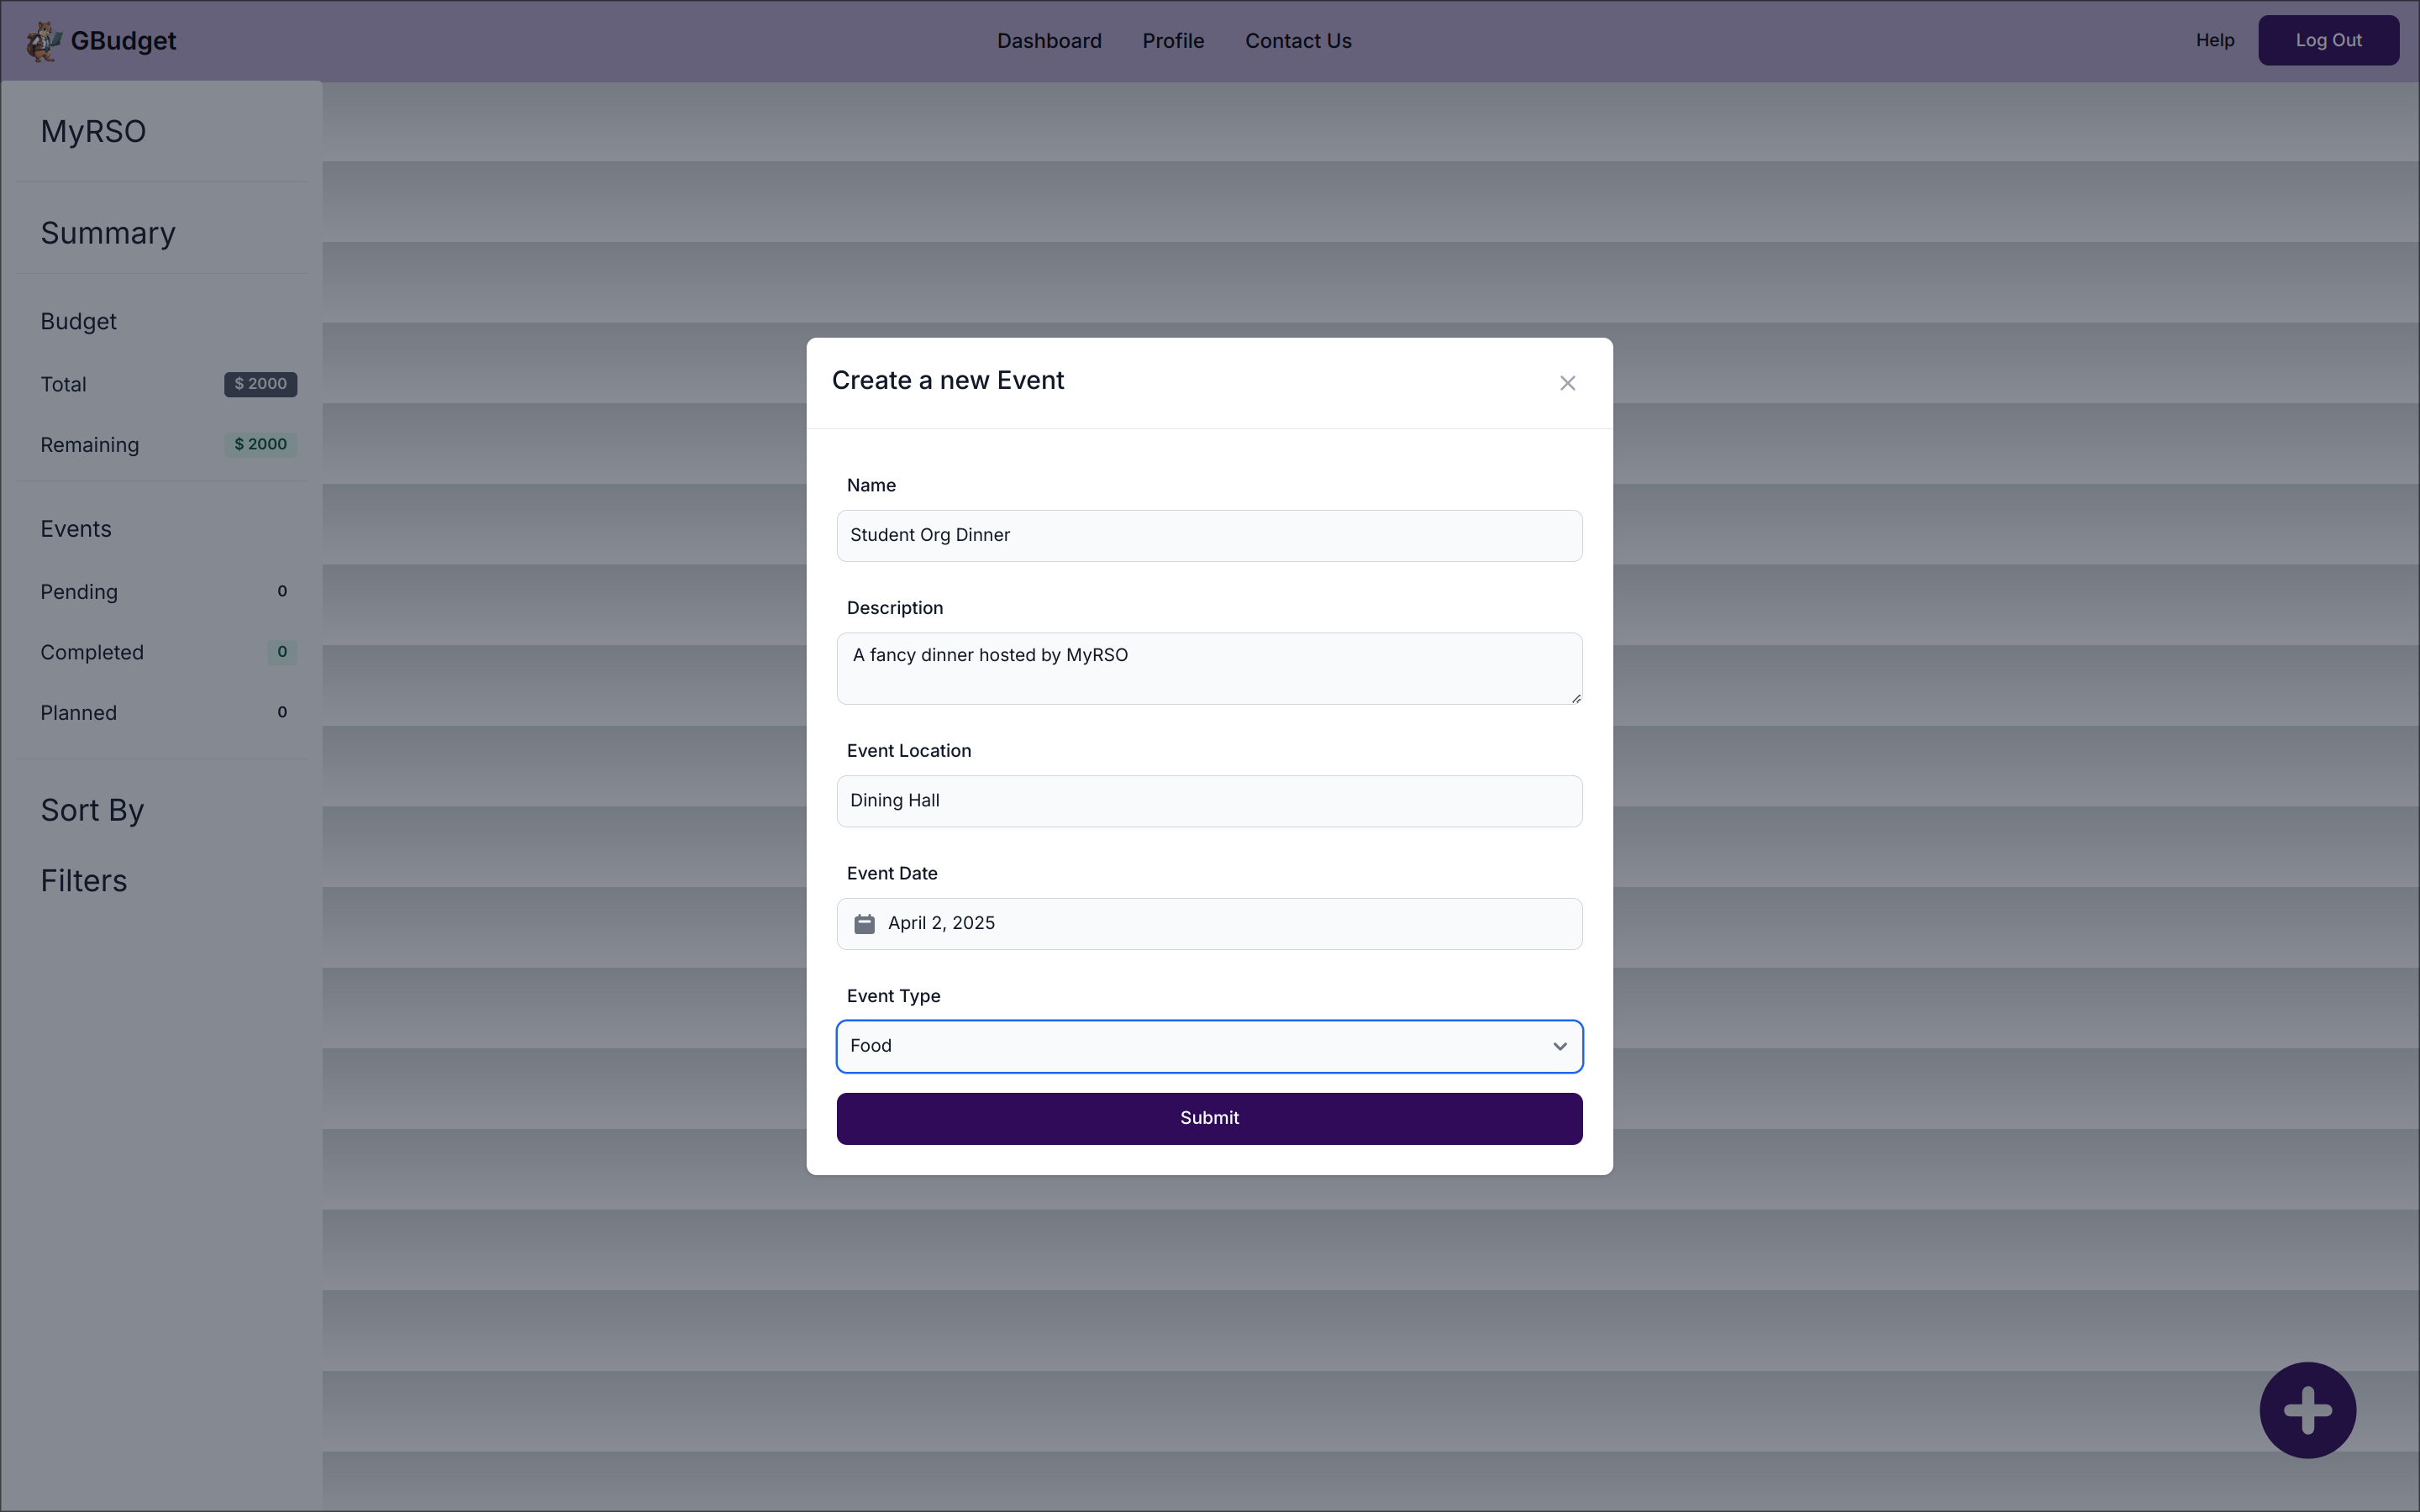 GBudget
Dashboard Profile Contact Us
Help Log Out
MyRSO
Summary
Budget
Total $ 2000
Remaining $ 2000
Events
Pending 0
Completed 0
Planned 0
Sort By
Filters
Create a new Event
Name
Student Org Dinner
Description
A fancy dinner hosted by MyRSO
Event Location
Dining Hall
Event Date
April 2, 2025
Event Type
Food
Submit